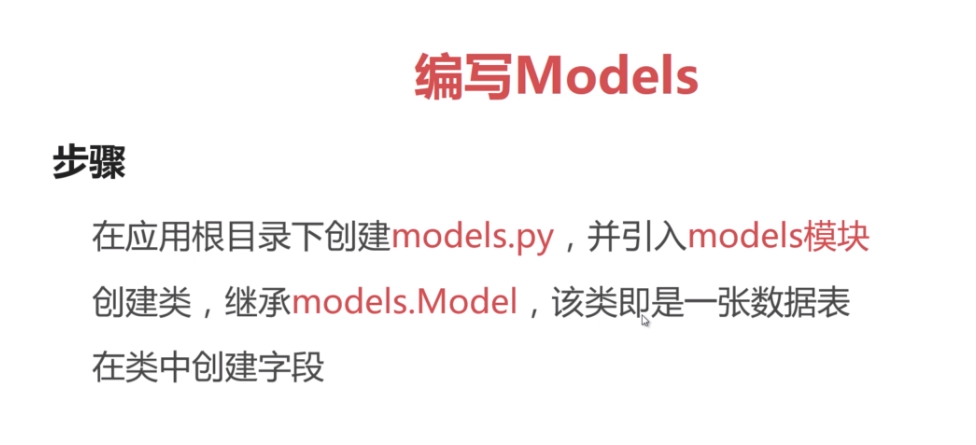 编写Models
步骤
在应用根目录下创建models.py，并引入models模块
创建类，继承models.Model，该类即是一张数据表
在类中创建字段